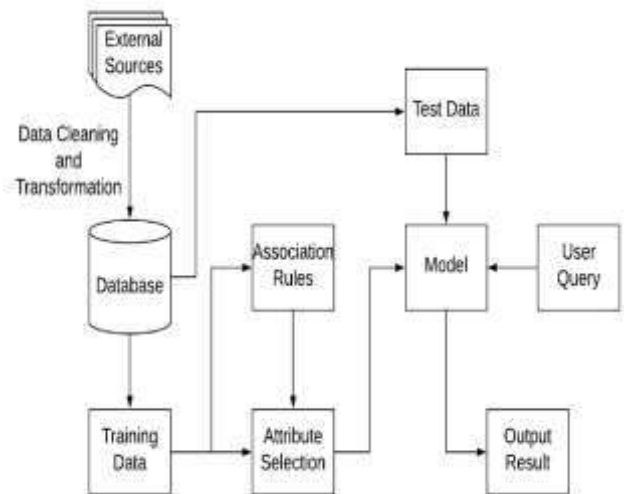 External
Sources
Data Cleaning
and
Transformation
Test Data
Database
Association
Rules
Model
User
Query
Training
Data
Attribute
Selection
Output
Result